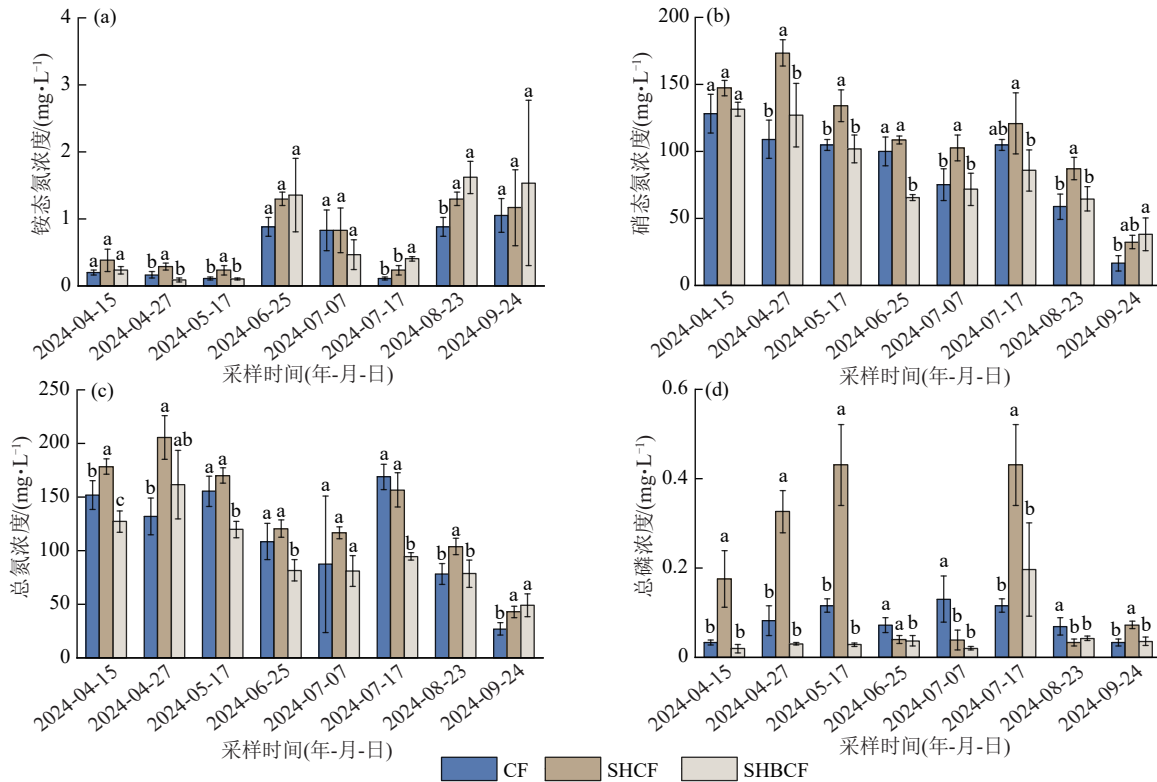 (a)
铵态氮浓度/(mg•L⁻¹)
4
3
2
1
0
a a a
b a b
b a b
a a a
a a a
b b a
b a a
a a a
2024-04-15 2024-04-27 2024-05-17 2024-06-25 2024-07-07 2024-07-17 2024-08-23 2024-09-24
采样时间(年-月-日)
(b)
硝态氮浓度/(mg•L⁻¹)
200
150
100
50
0
a a a
b a b
b a b
a a b
b a b
ab a b
b a b
b ab a
2024-04-15 2024-04-27 2024-05-17 2024-06-25 2024-07-07 2024-07-17 2024-08-23 2024-09-24
采样时间(年-月-日)
(c)
总氮浓度/(mg•L⁻¹)
250
200
150
100
50
0
b a c
b a ab
a a b
a a b
a a a
a a b
b a b
b a a
2024-04-15 2024-04-27 2024-05-17 2024-06-25 2024-07-07 2024-07-17 2024-08-23 2024-09-24
采样时间(年-月-日)
(d)
总磷浓度/(mg•L⁻¹)
0.6
0.4
0.2
0
b a b
b a b
b a b
a a b
a b b
b a b
a b b
b a b
2024-04-15 2024-04-27 2024-05-17 2024-06-25 2024-07-07 2024-07-17 2024-08-23 2024-09-24
采样时间(年-月-日)
CF SHCF SHBCF